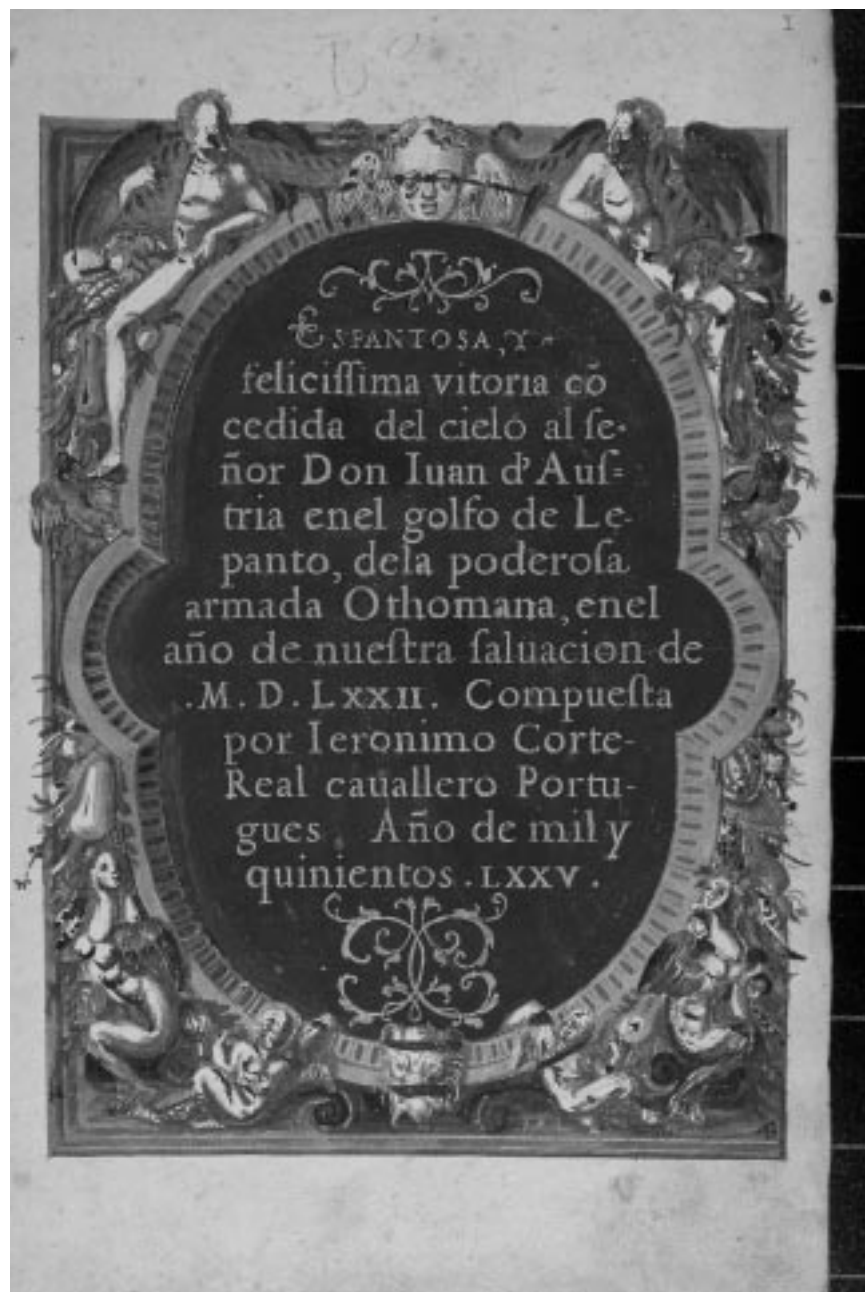 1
ESPANTOSA, Y
feliciſſima vitoria cõ
cedida del cielo al ſe-
ñor Don Iuan d'Auſ=
tria enel golfo de Le-
panto, dela poderoſa
armada Othomana, enel
año de nueſtra ſaluacion de
.M.D.LXXII. Compueſta
por Ieronimo Corte-
Real cauallero Portu-
gues Año de mil y
quinientos .LXXV.